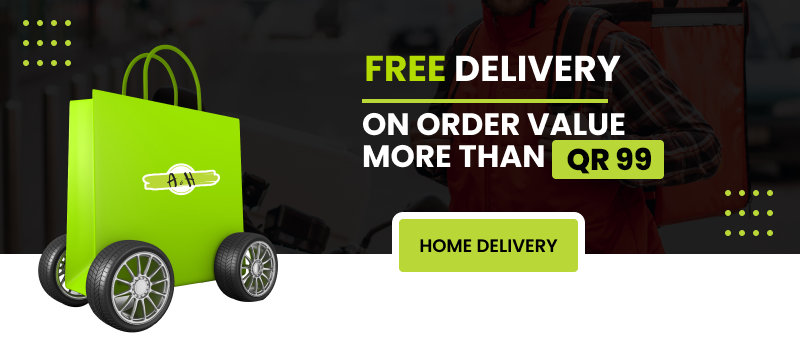 FREE DELIVERY
ON ORDER VALUE
MORE THAN QR 99
A.H
HOME DELIVERY